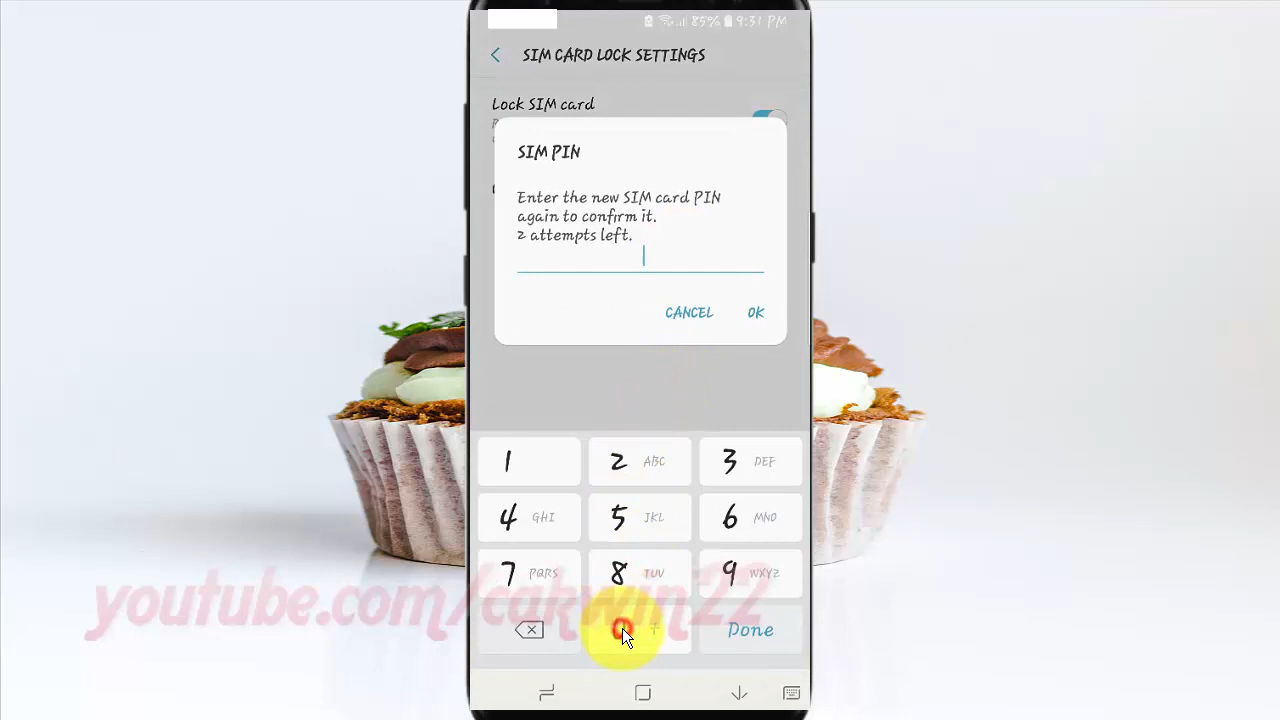 85% 9:31 PM
SIM CARD LOCK SETTINGS
Lock SIM card
SIM PIN
Enter the new SIM card PIN
again to confirm it.
2 attempts left.
CANCEL OK
1 2 ABC 3 DEF
4 GHI 5 JKL 6 MNO
7 PQRS 8 TUV 9 WXYZ
youtube.com/cakwin22
0 + Done